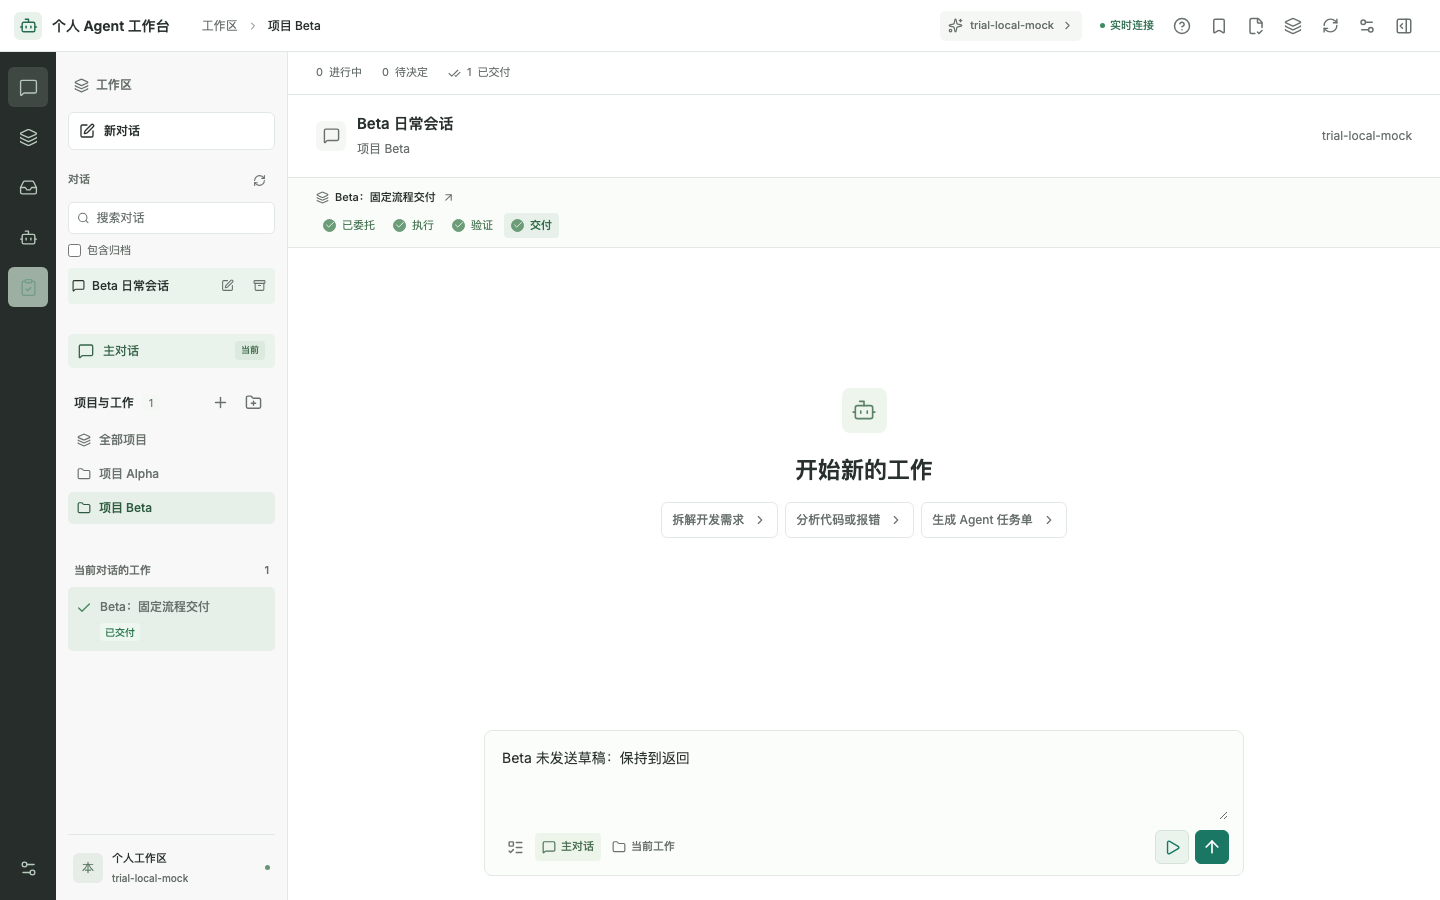 个人 Agent 工作台
工作区 > 项目 Beta
trial-local-mock
实时连接
工作区
新对话
对话
搜索对话
包含归档
Beta 日常会话
主对话 当前
项目与工作 1
全部项目
项目 Alpha
项目 Beta
当前对话的工作 1
Beta：固定流程交付
已交付
本
个人工作区
trial-local-mock
0 进行中 0 待决定 1 已交付
Beta 日常会话
项目 Beta
trial-local-mock
Beta：固定流程交付
已委托 执行 验证 交付
开始新的工作
拆解开发需求 分析代码或报错 生成 Agent 任务单
Beta 未发送草稿：保持到返回
主对话 当前工作